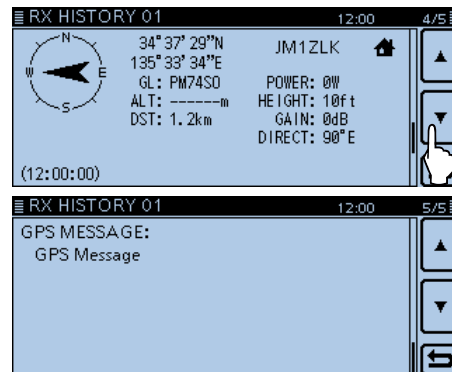 RX HISTORY 01 12:00 4/5
N
W E
S
34°37'29”N
135°33'34”E
GL: PM74SO
ALT: ------m
DST: 1.2km
JM1ZLK
POWER: 0W
HEIGHT: 10ft
GAIN: 0dB
DIRECT: 90°E
(12:00:00)
RX HISTORY 01 12:00 5/5
GPS MESSAGE:
GPS Message